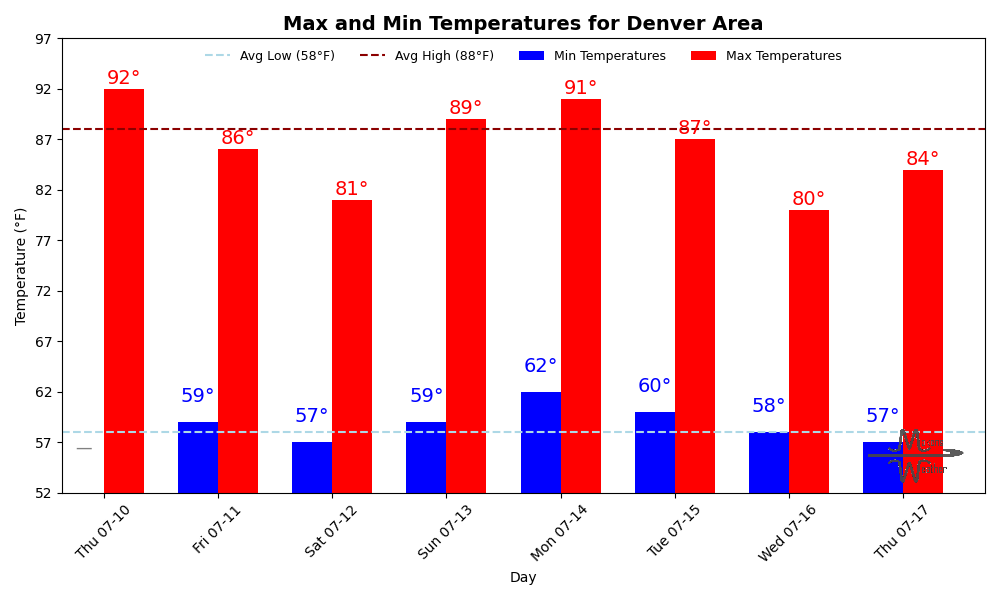 Max and Min Temperatures for Denver Area
Avg Low (58°F) Avg High (88°F) Min Temperatures Max Temperatures
97
92
87
82
77
72
67
62
57
52
Temperature (°F)
92°
86°
81°
89°
91°
87°
80°
84°
59°
57°
59°
62°
60°
58°
57°
—
Thu 07-10
Fri 07-11
Sat 07-12
Sun 07-13
Mon 07-14
Tue 07-15
Wed 07-16
Thu 07-17
Day